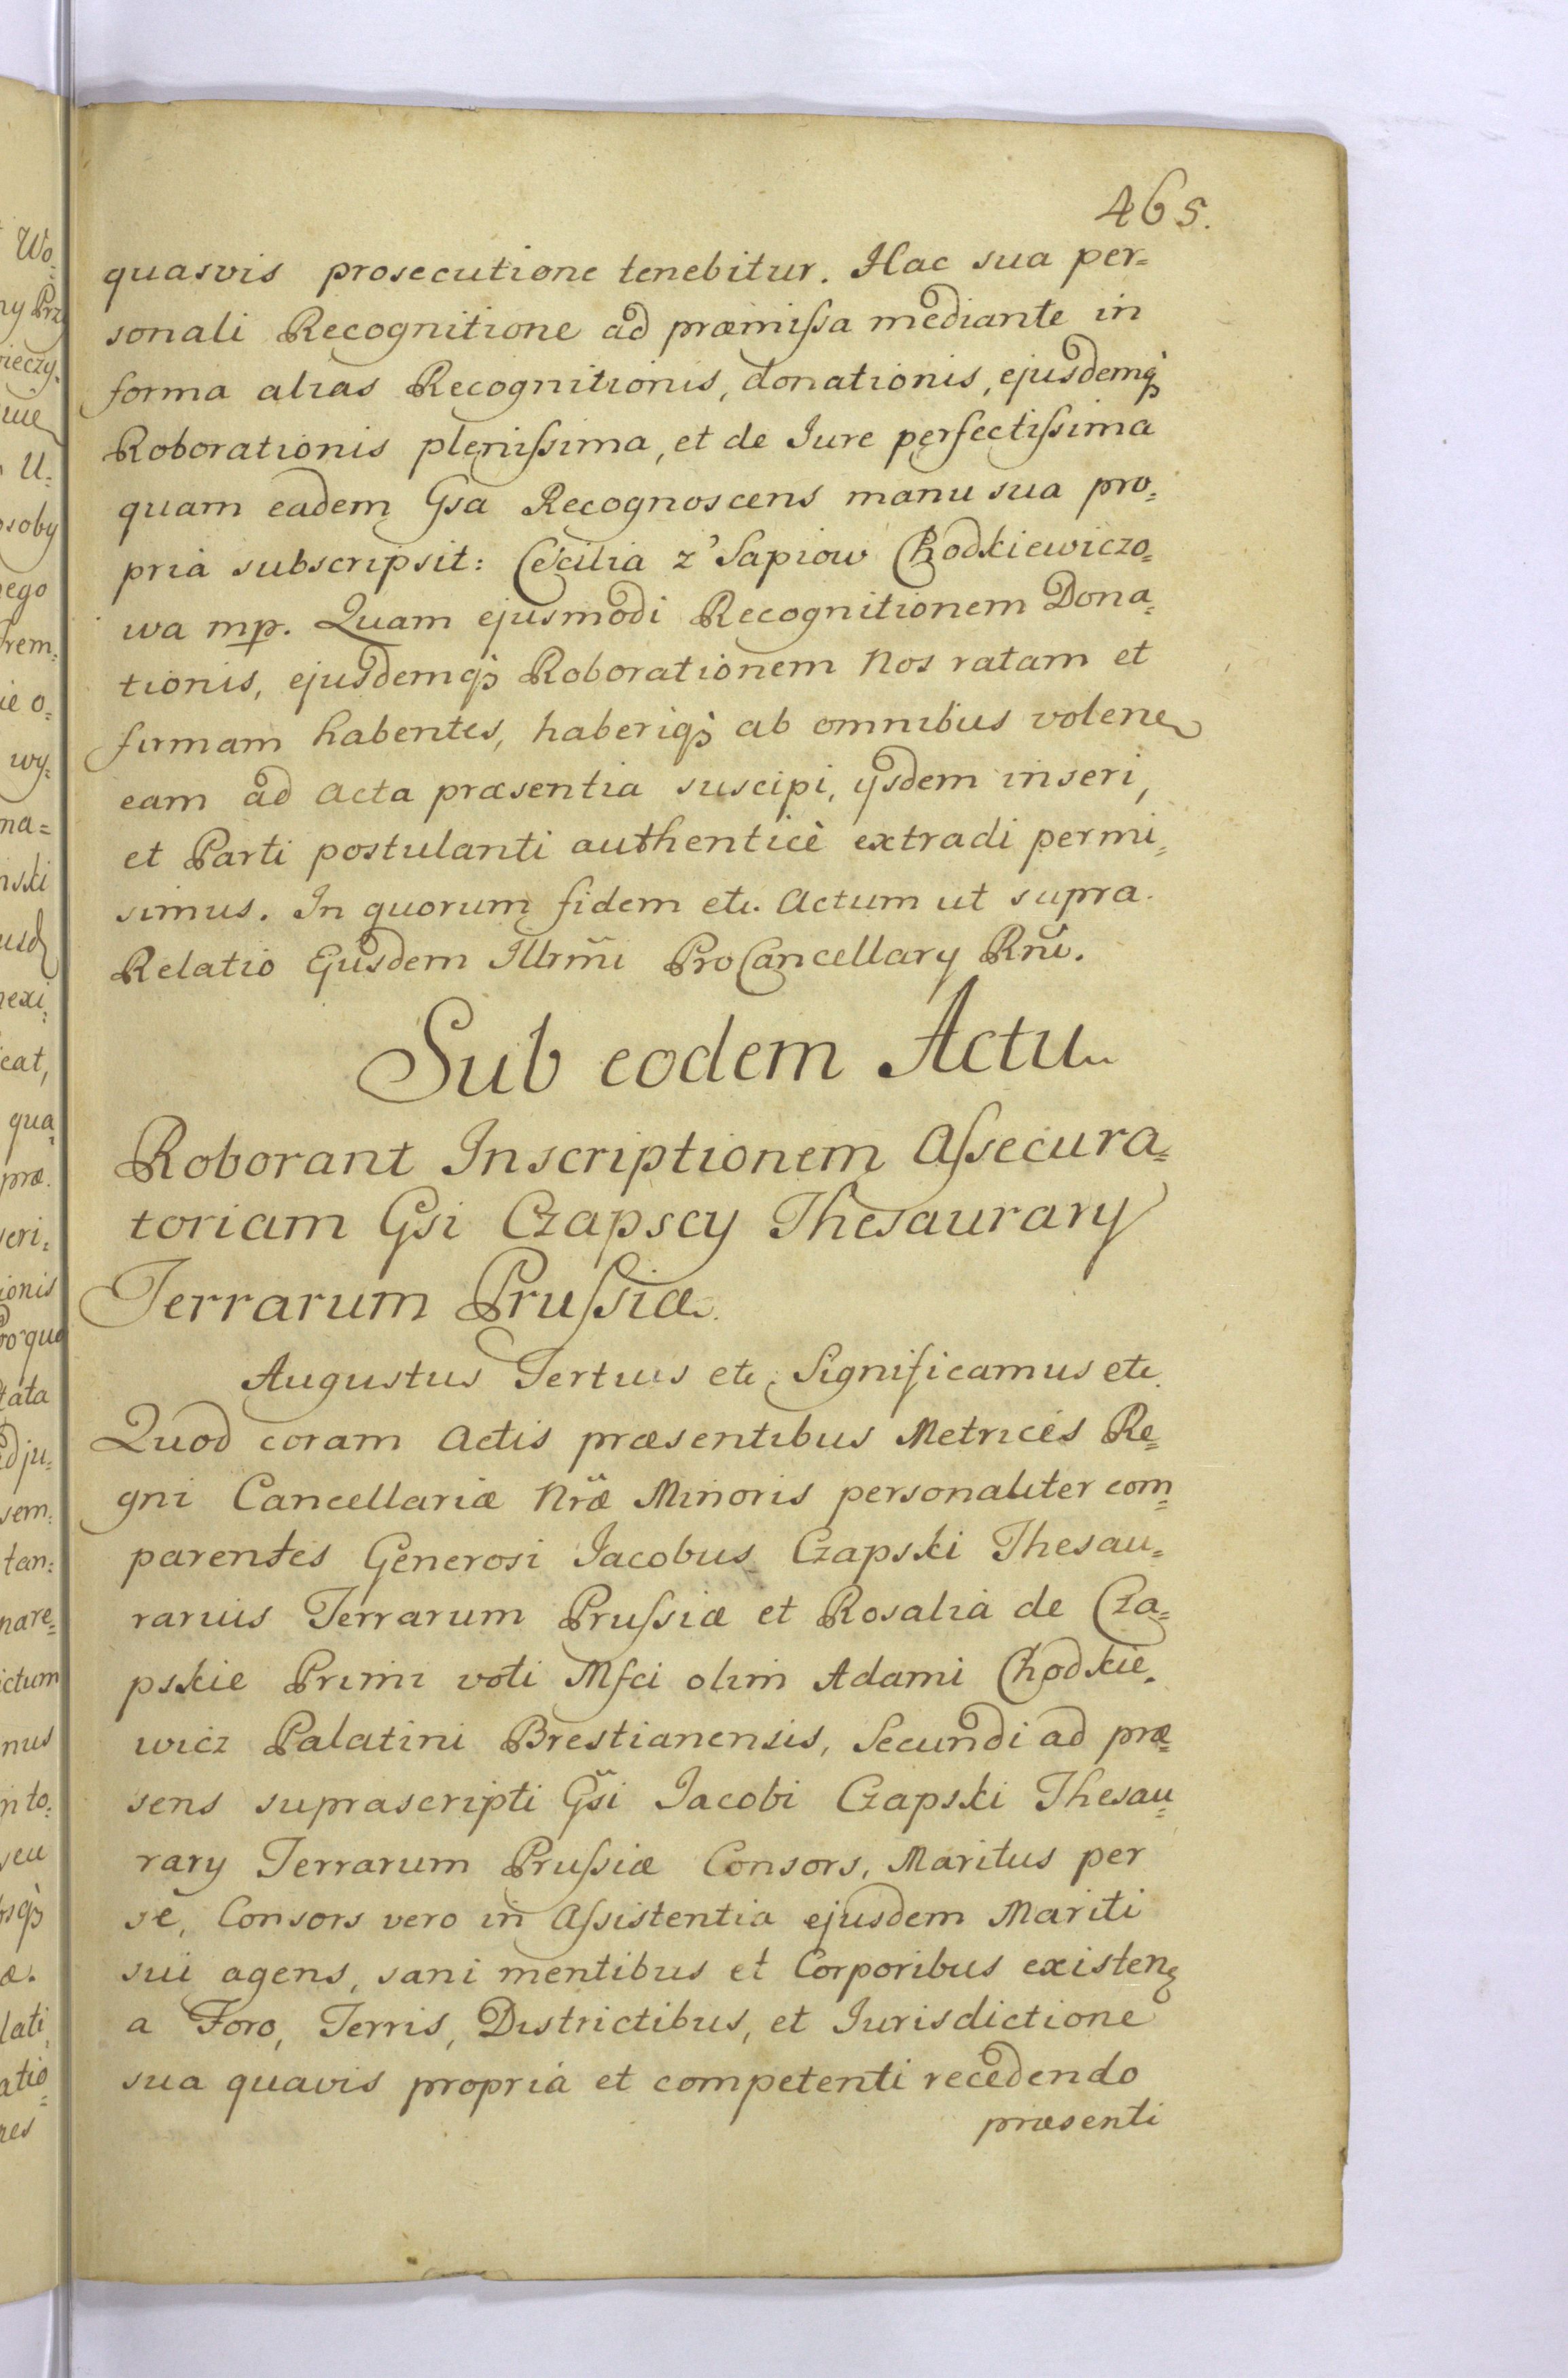 465.
quasvis prosecutione tenebitur. Hac sua per=
sonali Recognitione ad præmissa mediante in
forma alias Recognitionis, donationis, ejusdemq;
Roborationis plenissima, et de Iure perfectissima
quam eadem Gsa Recognoscens manu sua pro=
pria subscripsit: Cecilia z' Sapiow Chodkiewiczo=
wa mp. Quam ejusmodi Recognitionem Dona=
tionis, ejusdemq; Roborationem Nos ratam et
firmam habentes, haberiq; ab omnibus volene
eam ad Acta præsentia suscipi, ijsdem inseri,
et Parti postulanti authenticè extradi permi=
simus. In quorum fidem etc. Actum ut supra.
Relatio Ejusdem Illrm̃i ProCancellary Rñi.
Sub eodem Actu
Roborant Inscriptionem Assecura=
toriam Gsi Czapscy Thesaurary
Terrarum Prussiæ.
Augustus Tertius etc. Significamus etc.
Quod coram Actis præsentibus Metrices Re=
gni Cancellariæ Nr̃æ Minoris personaliter com=
parentes Generosi Iacobus Czapski Thesau=
rarius Terrarum Prussiæ et Rosalia de Cza=
pskie Primi voti Mfci olim Adami Chodkie=
wicz Palatini Brestianensis, Secundi ad præ=
sens suprascripti Gs̃i Iacobi Czapski Thesau=
rary Terrarum Prussiæ Consors, Maritus per
se, Consors vero in Assistentia ejusdem Mariti
sui agens, sani mentibus et Corporibus existen
a Foro, Terris, Districtibus, et Iurisdictione
sua quavis propria et competenti recedendo
præsenti